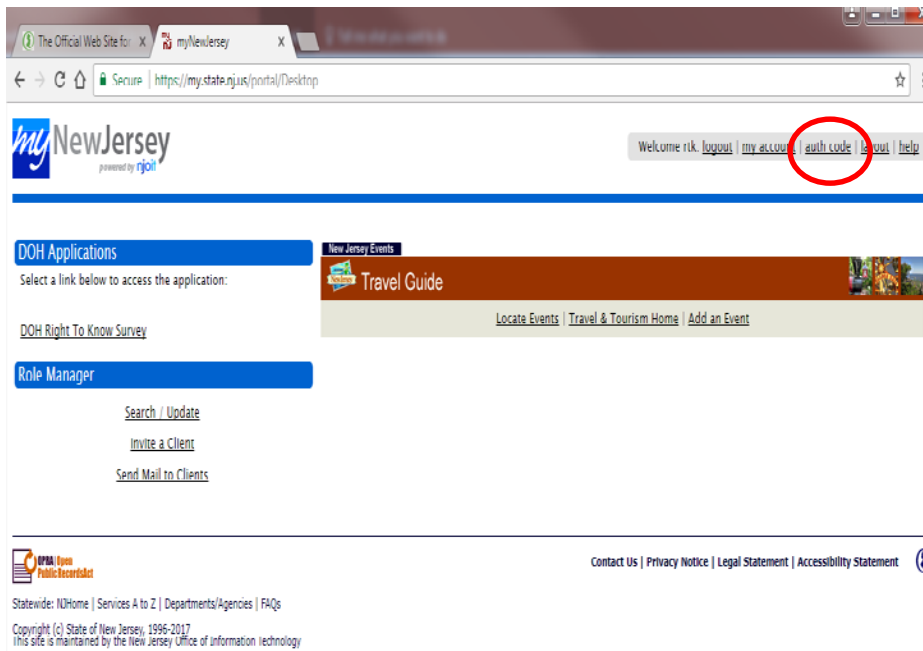 The Official Web Site for
myNewJersey
Secure | https://my.state.nj.us/portal/Desktop
my NewJersey
powered by njoit
Welcome rtk. logout | my account | auth code | layout | help
DOH Applications
Select a link below to access the application:
DOH Right To Know Survey
Role Manager
Search / Update
Invite a Client
Send Mail to Clients
New Jersey Events
Travel Guide
Locate Events | Travel & Tourism Home | Add an Event
OPRA | Open
Public Records Act
Contact Us | Privacy Notice | Legal Statement | Accessibility Statement
Statewide: NJHome | Services A to Z | Departments/Agencies | FAQs
Copyright (c) State of New Jersey, 1996-2017
This site is maintained by the New Jersey Office of Information Technology